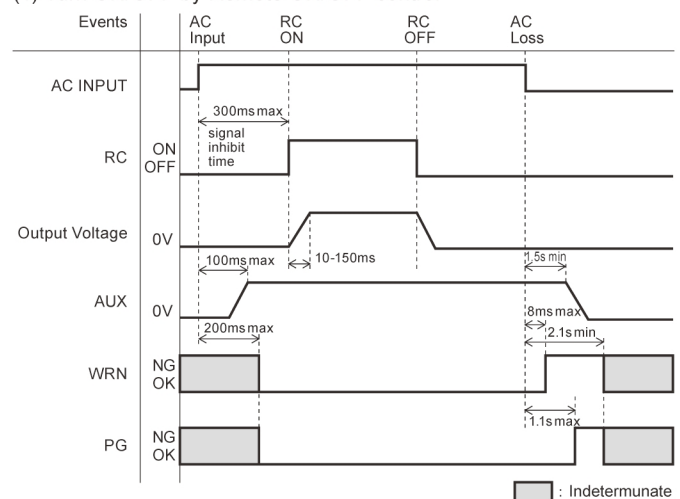 Events
AC
Input
RC
ON
RC
OFF
AC
Loss
AC INPUT
300ms max
signal
inhibit
time
RC
ON
OFF
Output Voltage
0V
10-150ms
100ms max
1.5s min
AUX
0V
200ms max
8ms max
2.1s min
WRN
NG
OK
1.1s max
PG
NG
OK
: Indetermunate